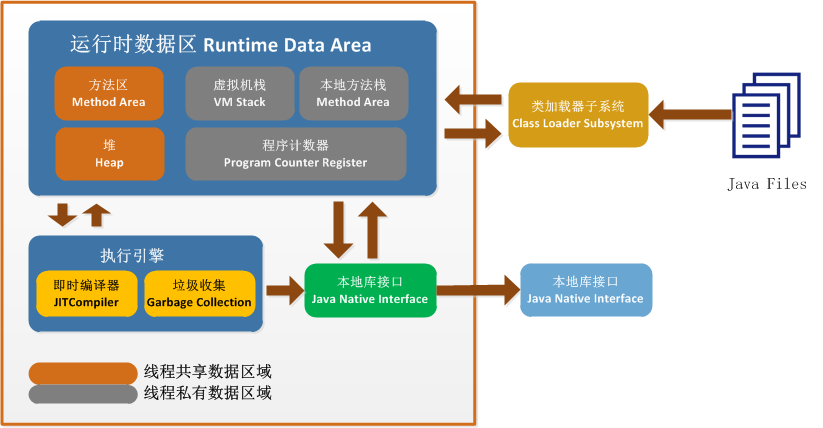 运行时数据区 Runtime Data Area
方法区
Method Area
虚拟机栈
VM Stack
本地方法栈
Method Area
堆
Heap
程序计数器
Program Counter Register
类加载器子系统
Class Loader Subsystem
Java Files
执行引擎
即时编译器
JITCompiler
垃圾收集
Garbage Collection
本地库接口
Java Native Interface
本地库接口
Java Native Interface
线程共享数据区域
线程私有数据区域